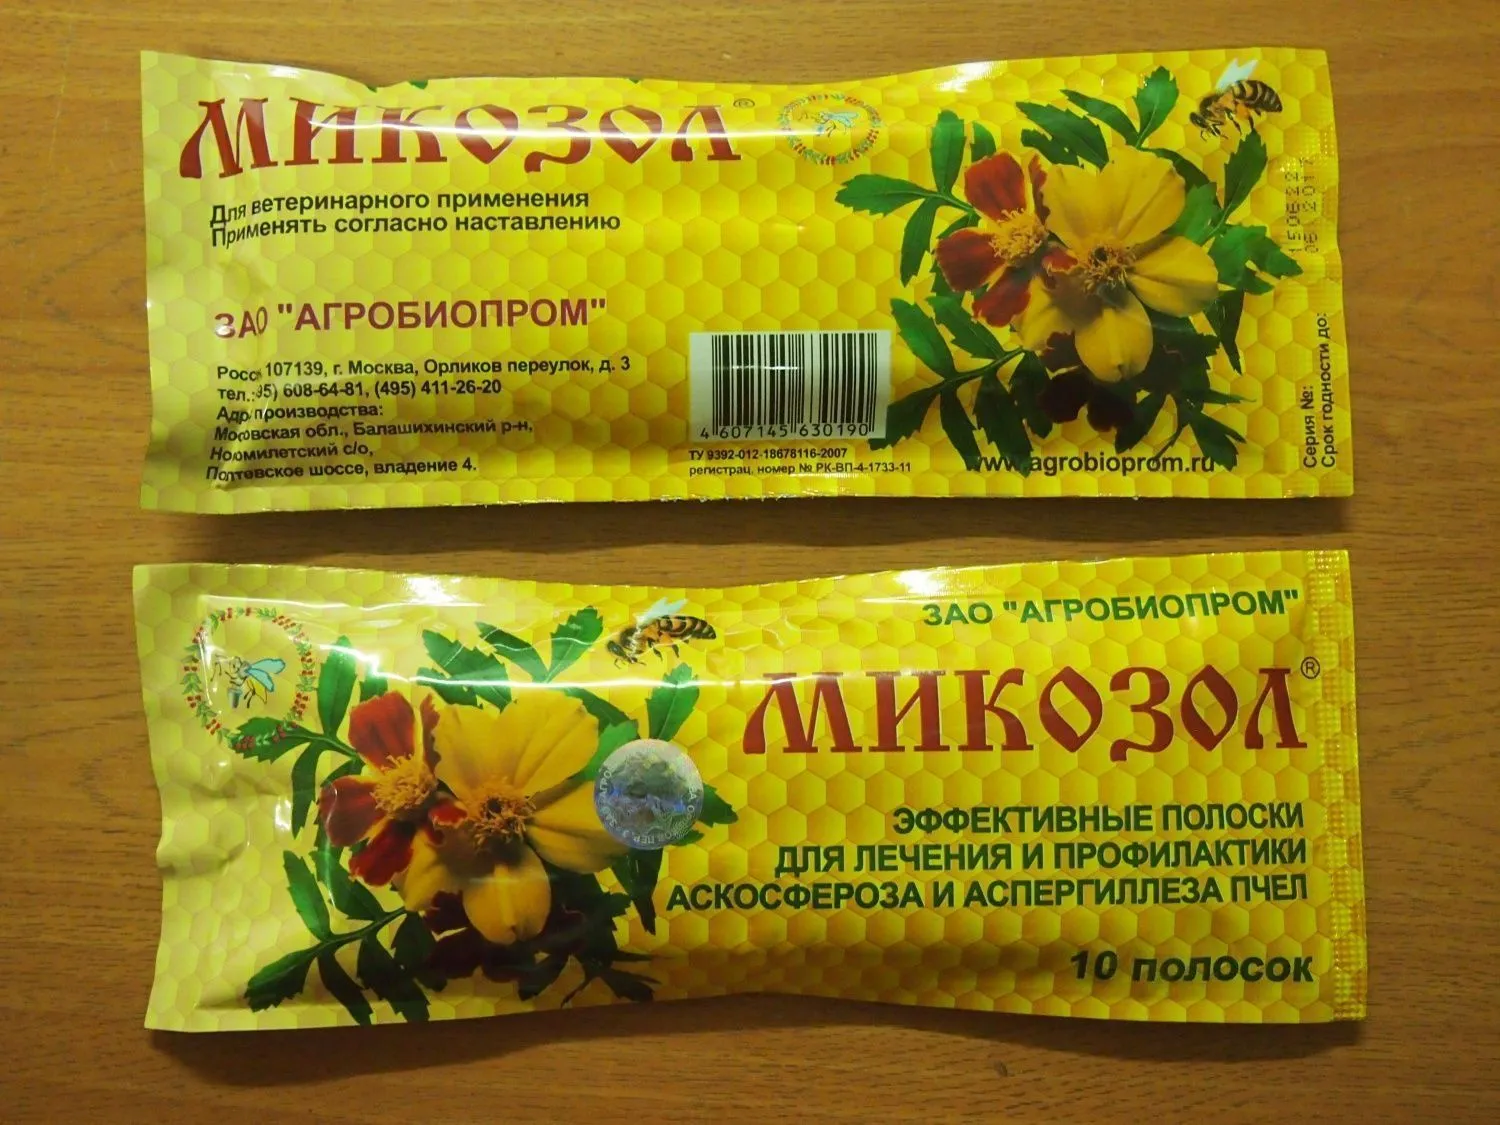 МИКОЗОЛ®
Для ветеринарного применения
Применять согласно наставлению
ЗАО "АГРОБИОПРОМ"
107139, г. Москва, Орликов переулок, д. 3
тел.: 608-64-81, (495) 411-26-20
производства:
обл., Балашихинский р-н,
с/о,
шоссе, владение 4.
4 607145 630190
ТУ 9392-012-18678116-2007
регистрац. номер № РК-ВП-4-1733-11
www.agrobioprom.ru
Серия №:
Срок годности до:
ЗАО "АГРОБИОПРОМ"
МИКОЗОЛ®
ЭФФЕКТИВНЫЕ ПОЛОСКИ
ДЛЯ ЛЕЧЕНИЯ И ПРОФИЛАКТИКИ
АСКОСФЕРОЗА И АСПЕРГИЛЛЕЗА ПЧЕЛ
10 ПОЛОСОК